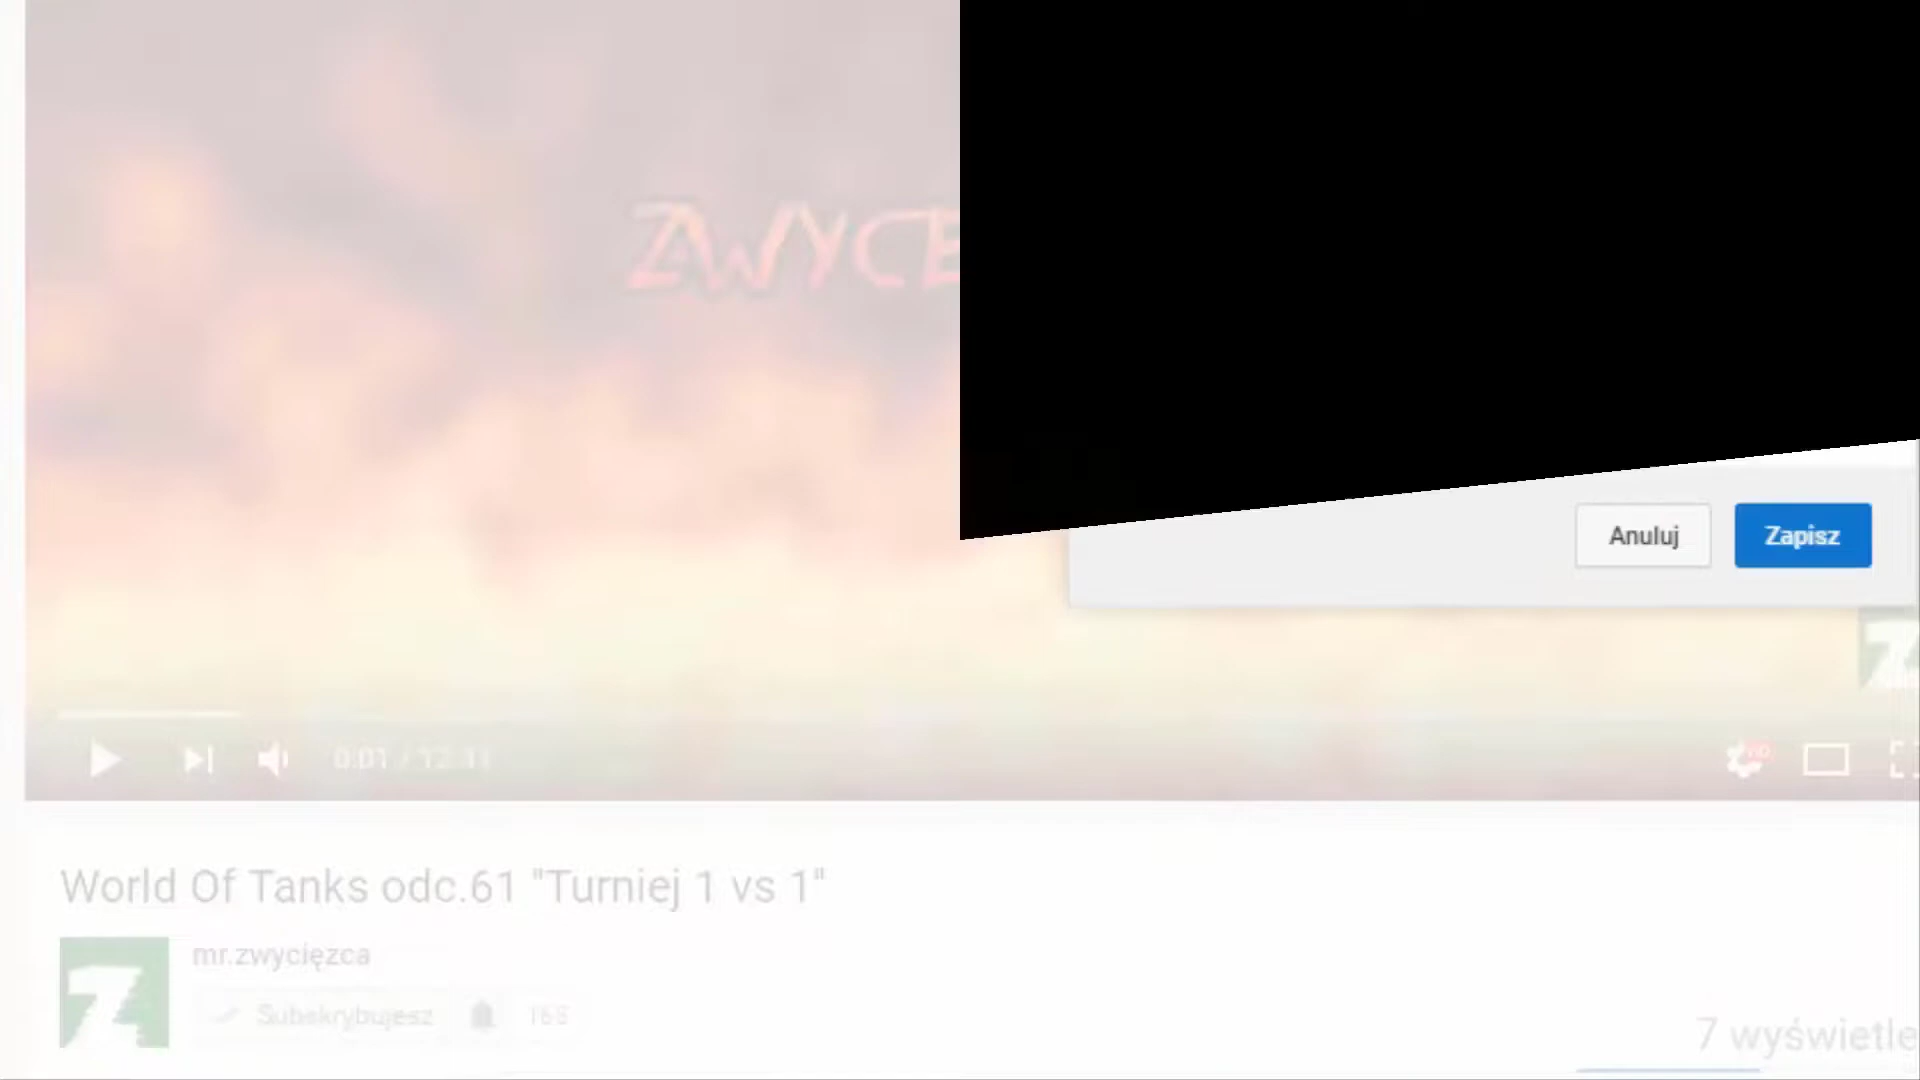 ZWYCE
Anuluj
Zapisz
World Of Tanks odc.61 "Turniej 1 vs 1"
mr.zwycięzca
Subskrybujesz
7 wyświetle